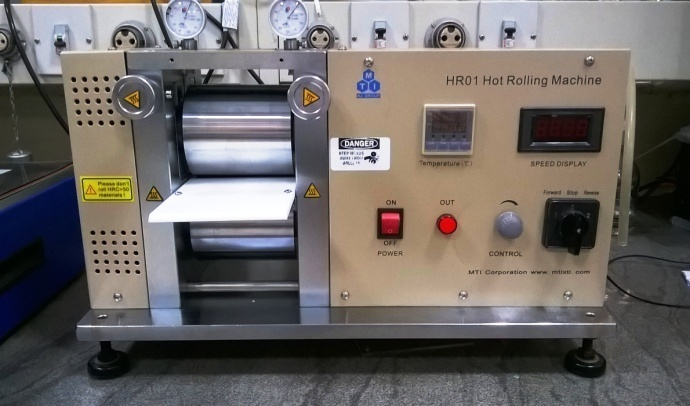 MTI
HR01 Hot Rolling Machine
DANGER
Temperature (℃)
SPEED DISPLAY
Please don't
roll HRC>50
materials!
Forward Stop Reverse
ON
OUT
OFF
POWER
CONTROL
MTI Corporation www. mtixtl. com